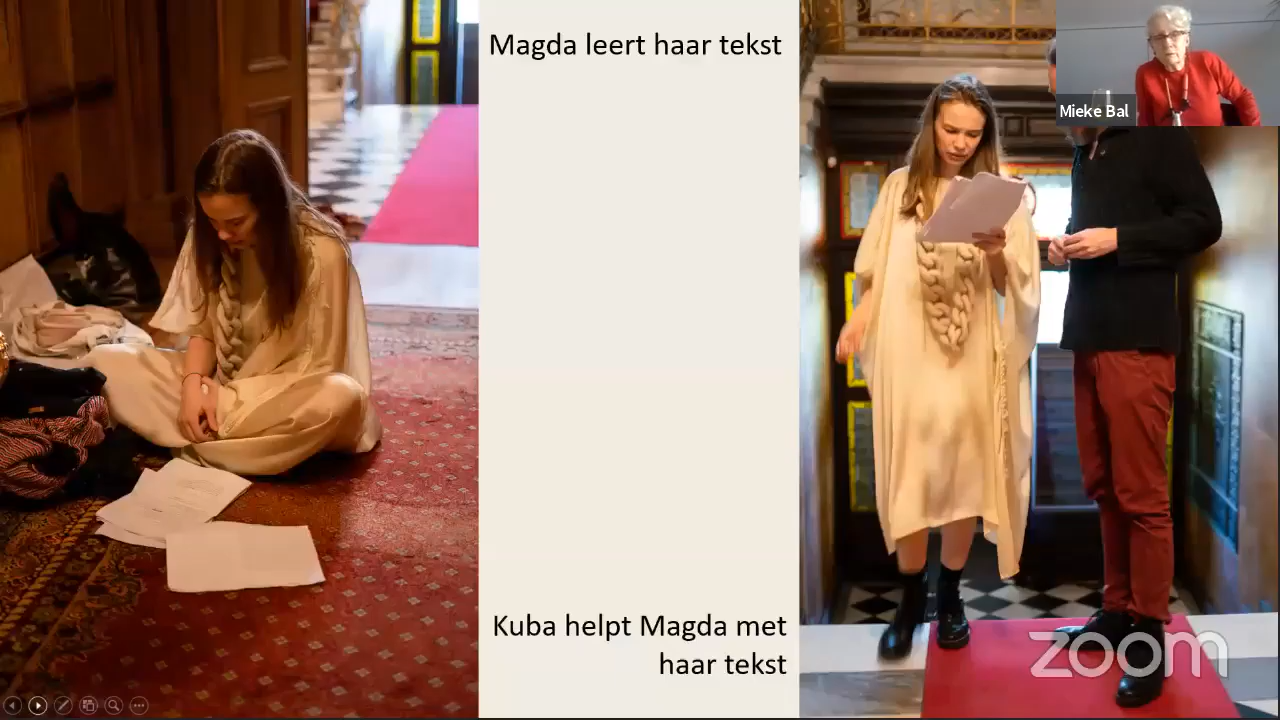 Magda leert haar tekst
Mieke Bal
Kuba helpt Magda met
haar tekst
zoom